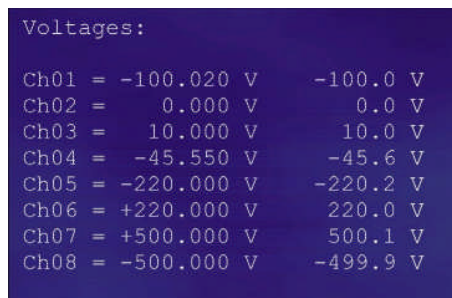 Voltages:
Ch01 = -100.020 V -100.0 V
Ch02 = 0.000 V 0.0 V
Ch03 = 10.000 V 10.0 V
Ch04 = -45.550 V -45.6 V
Ch05 = -220.000 V -220.2 V
Ch06 = +220.000 V 220.0 V
Ch07 = +500.000 V 500.1 V
Ch08 = -500.000 V -499.9 V